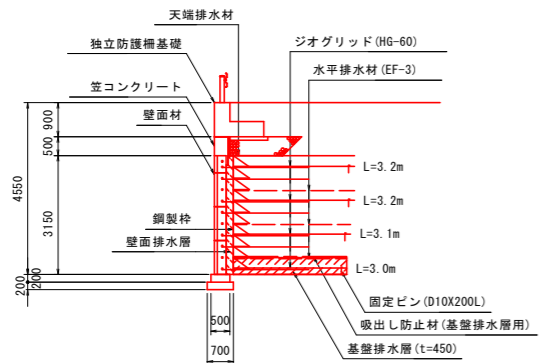 天端排水材
独立防護柵基礎
笠コンクリート
壁面材
ジオグリッド(HG-60)
水平排水材(EF-3)
900
500
4550
3150
200
200
鋼製枠
壁面排水層
L=3.2m
L=3.2m
L=3.1m
L=3.0m
固定ピン(D10X200L)
吸出し防止材(基盤排水層用)
基盤排水層(t=450)
500
700